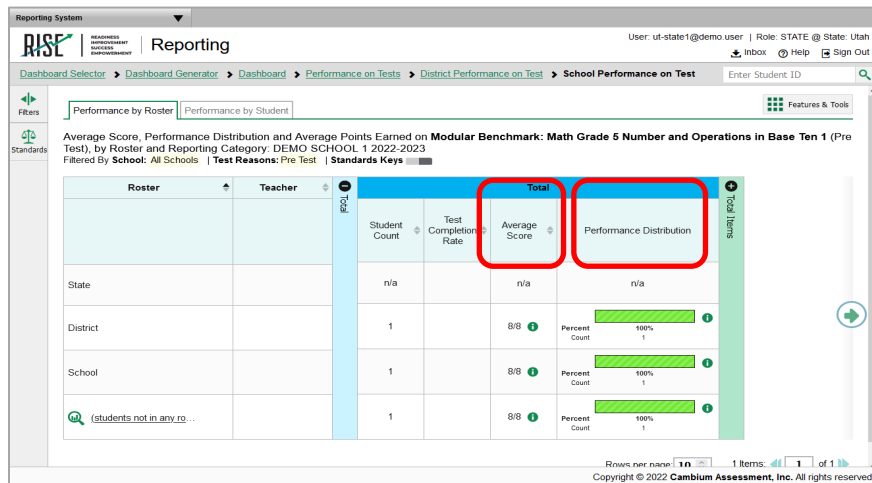 Reporting System
RISE READINESS IMPROVEMENT SUCCESS EMPOWERMENT Reporting
User: ut-state1@demo.user | Role: STATE @ State: Utah
Inbox Help Sign Out
Dashboard Selector Dashboard Generator Dashboard Performance on Tests District Performance on Test School Performance on Test Enter Student ID
Filters
Standards
Performance by Roster Performance by Student
Features & Tools
Average Score, Performance Distribution and Average Points Earned on Modular Benchmark: Math Grade 5 Number and Operations in Base Ten 1 (Pre
Test), by Roster and Reporting Category: DEMO SCHOOL 1 2022-2023
Filtered By School: All Schools | Test Reasons: Pre Test | Standards Keys
Roster Teacher Total Total Total Items
Student Count Test Completion Rate Average Score Performance Distribution
State n/a n/a n/a
District 1 8/8 Percent 100%
Count 1
School 1 8/8 Percent 100%
Count 1
(students not in any ro... 1 8/8 Percent 100%
Count 1
Rows per page: 10 1 Items: 1 of 1
Copyright © 2022 Cambium Assessment, Inc. All rights reserved